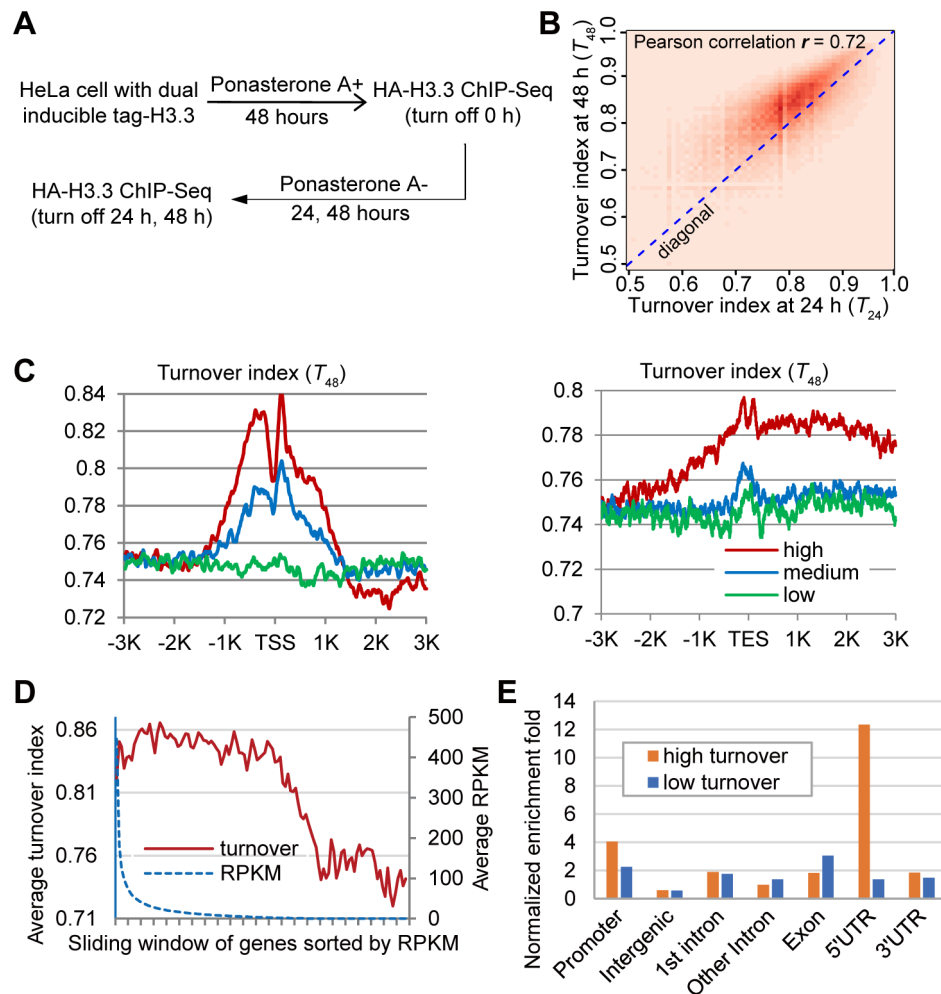 A
HeLa cell with dual
inducible tag-H3.3
Ponasterone A+
48 hours
HA-H3.3 ChIP-Seq
(turn off 0 h)
Ponasterone A-
24, 48 hours
HA-H3.3 ChIP-Seq
(turn off 24 h, 48 h)
B
Pearson correlation r = 0.72
diagonal
Turnover index at 48 h (T48)
1.0
0.9
0.8
0.7
0.6
0.5
0.5 0.6 0.7 0.8 0.9 1.0
Turnover index at 24 h (T24)
C
Turnover index (T48)
0.84
0.82
0.8
0.78
0.76
0.74
0.72
-3K -2K -1K TSS 1K 2K 3K
Turnover index (T48)
0.8
0.78
0.76
0.74
0.72
0.7
high
medium
low
-3K -2K -1K TES 1K 2K 3K
D
Average turnover index
0.86
0.81
0.76
0.71
turnover
RPKM
500
400
300
200
100
0
Average RPKM
Sliding window of genes sorted by RPKM
E
Normalized enrichment fold
14
12
10
8
6
4
2
0
high turnover
low turnover
Promoter
Intergenic
1st intron
Other Intron
Exon
5'UTR
3'UTR